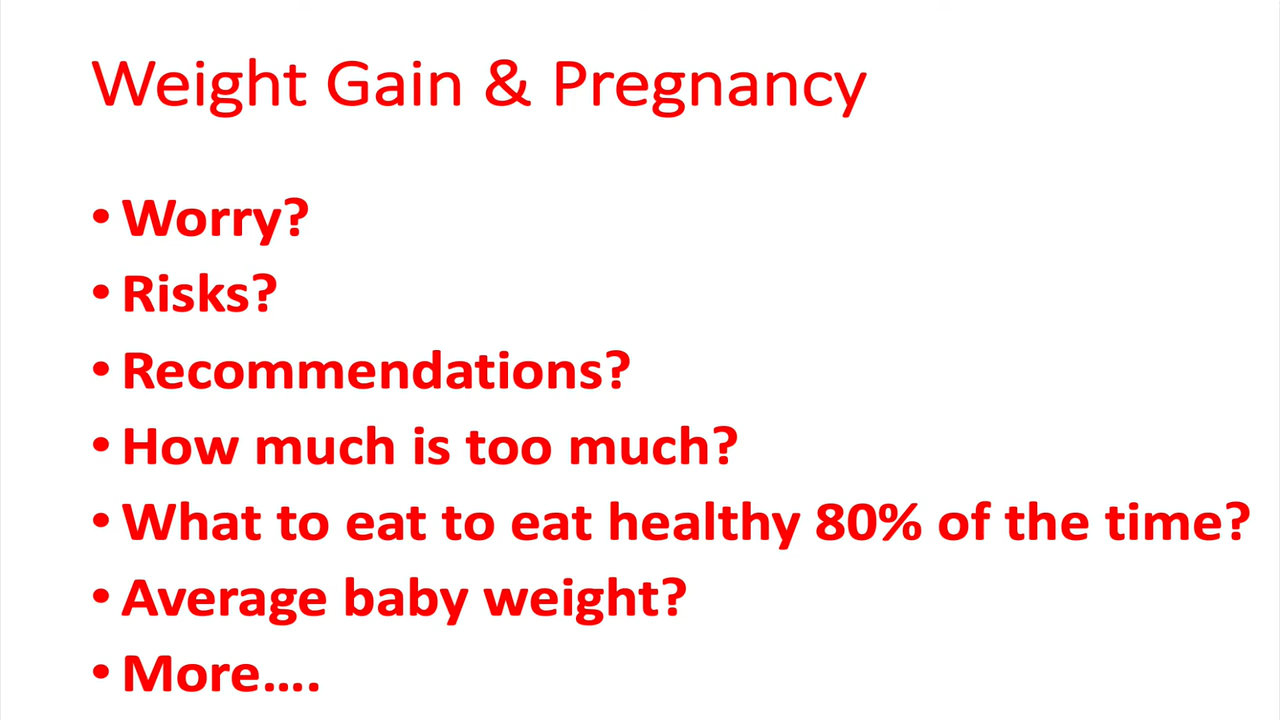 Weight Gain & Pregnancy
• Worry?
• Risks?
• Recommendations?
• How much is too much?
• What to eat to eat healthy 80% of the time?
• Average baby weight?
• More....